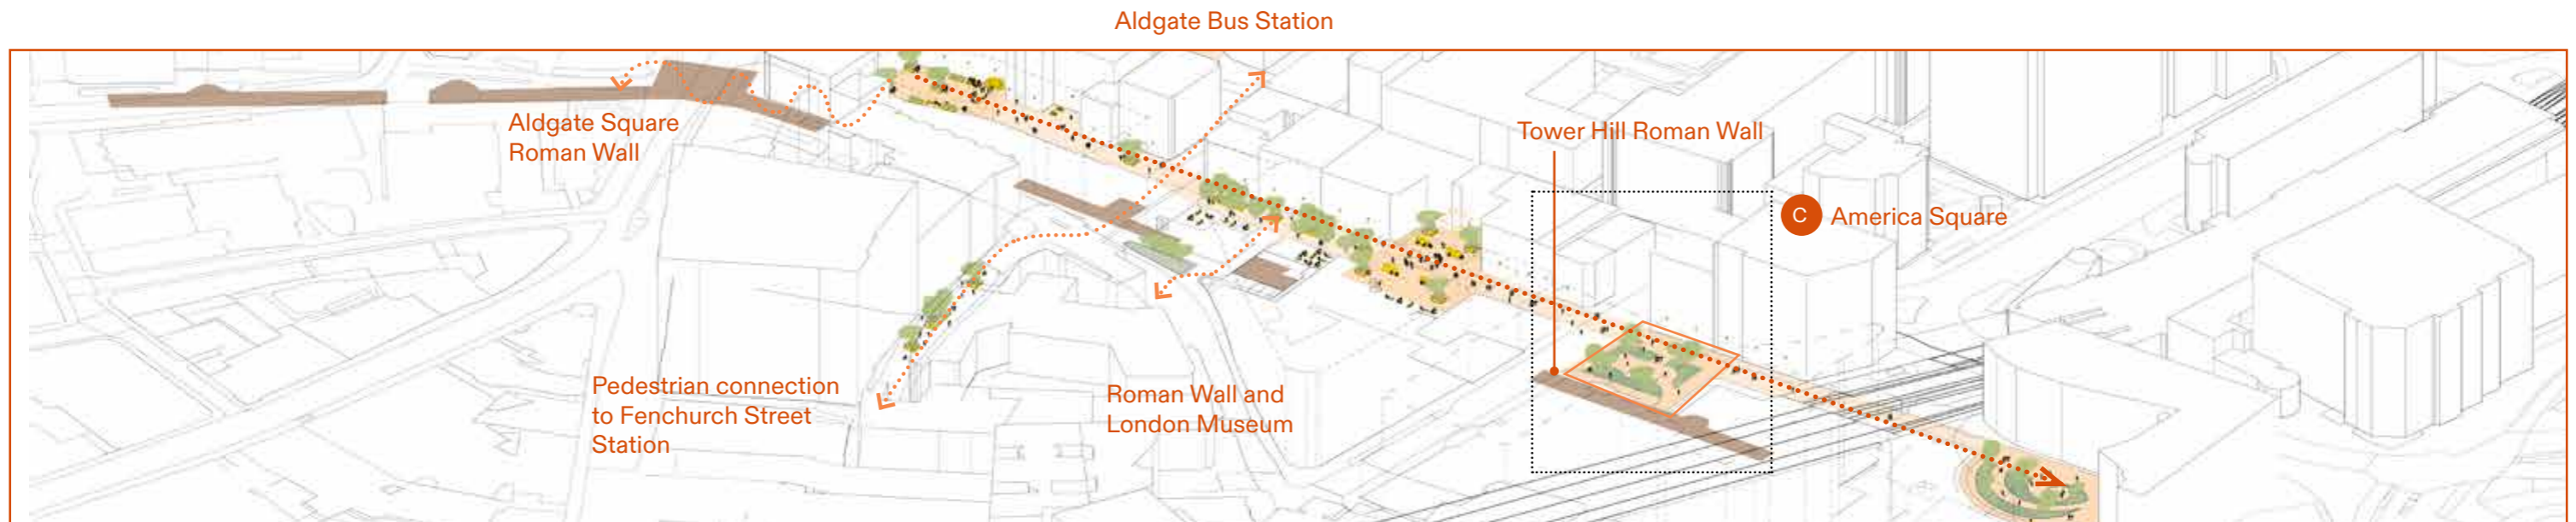 Aldgate Bus Station
Aldgate Square
Roman Wall
Tower Hill Roman Wall
C America Square
Pedestrian connection
to Fenchurch Street
Station
Roman Wall and
London Museum